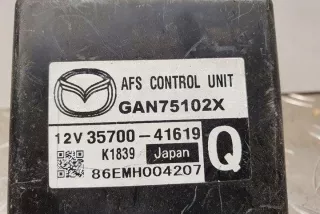 AFS CONTROL UNIT
GAN75102X
12V 35700-41619
K1839 Japan Q
86EMH004207